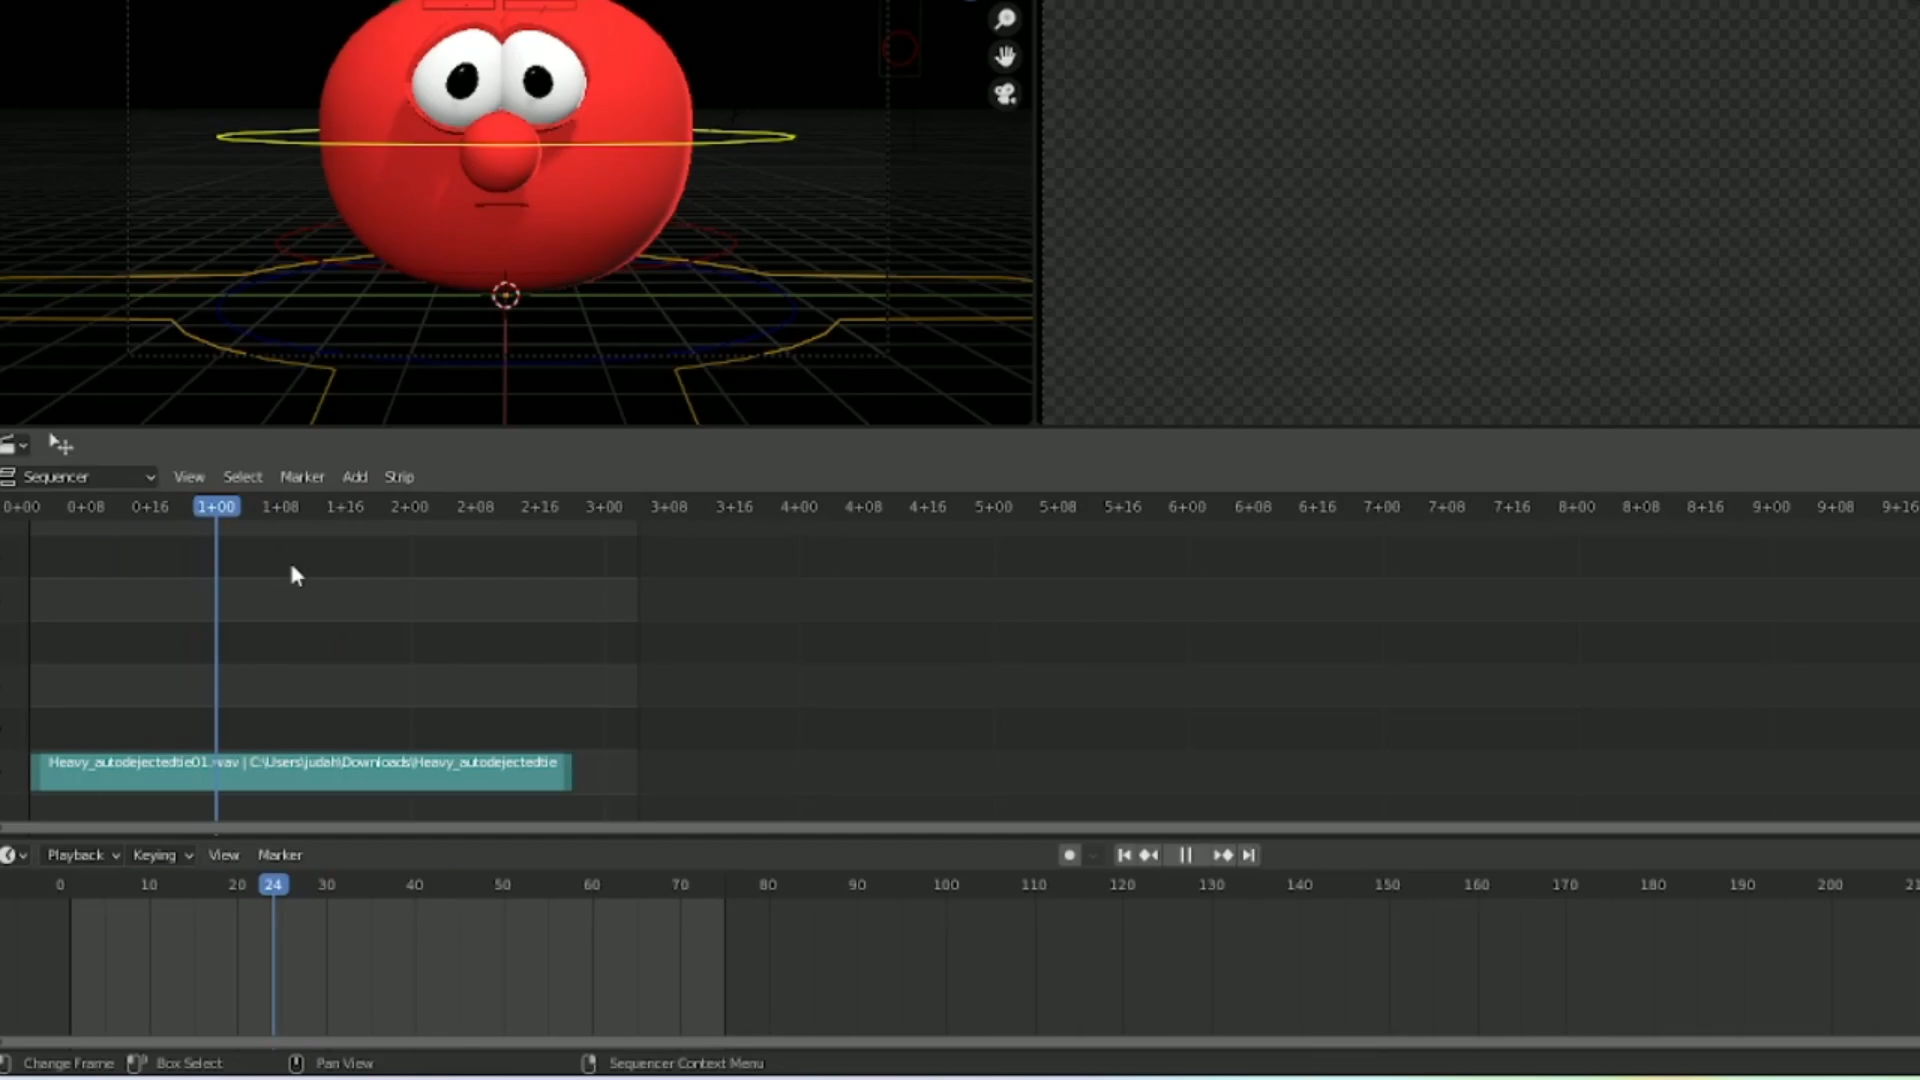 Sequencer View Select Marker Add Strip
0+00 0+08 0+16 1+00 1+08 1+16 2+00 2+08 2+16 3+00 3+08 3+16 4+00 4+08 4+16 5+00 5+08 5+16 6+00 6+08 6+16 7+00 7+08 7+16 8+00 8+08 8+16 9+00 9+08 9+16
Heavy_autodejectedtie01.wav | C:\Users\judah\Downloads\Heavy_autodejectedtie
Playback Keying View Marker
0 10 20 24 30 40 50 60 70 80 90 100 110 120 130 140 150 160 170 180 190 200 21
Change Frame Box Select Pan View Sequencer Context Menu